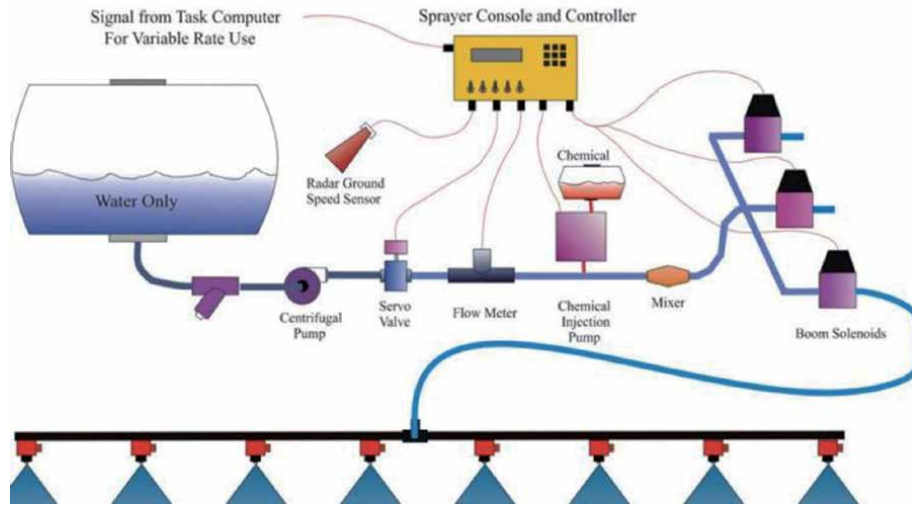 Signal from Task Computer
For Variable Rate Use
Sprayer Console and Controller
Radar Ground
Speed Sensor
Chemical
Water Only
Centrifugal
Pump
Servo
Valve
Flow Meter
Chemical
Injection
Pump
Mixer
Boom Solenoids